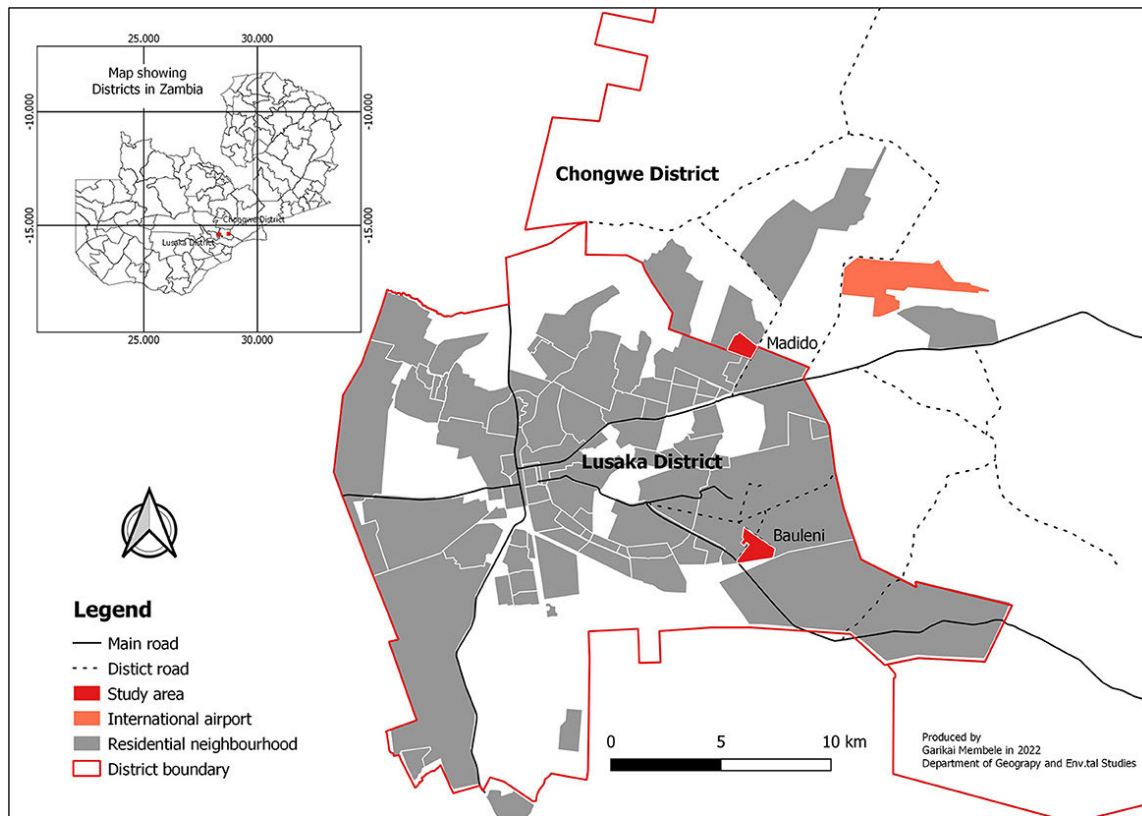 25.000
30.000
Map showing
Districts in Zambia
-10.000
-10.000
-15.000
-15.000
Chongwe District
Lusaka District
25.000
30.000
Chongwe District
Madido
Lusaka District
Bauleni
Legend
Main road
Distict road
Study area
International airport
Residential neighbourhood
District boundary
0
5
10 km
Produced by
Garikai Membele in 2022
Department of Geograpy and Env.tal Studies